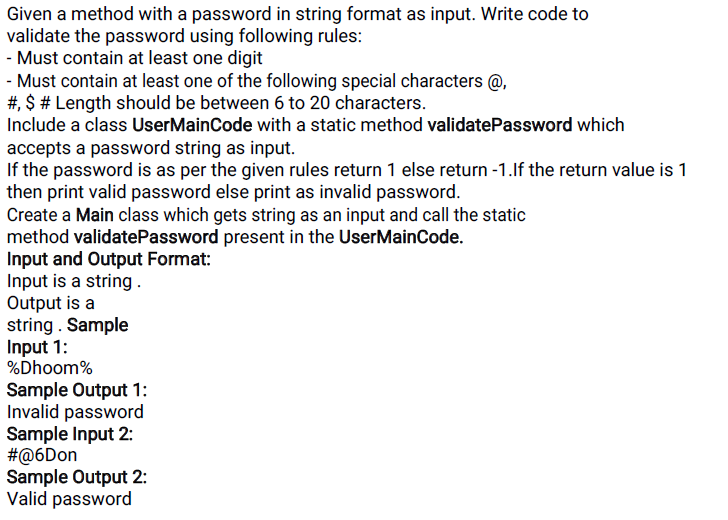 Given a method with a password in string format as input. Write code to
validate the password using following rules:
- Must contain at least one digit
- Must contain at least one of the following special characters @,
#, $ # Length should be between 6 to 20 characters.
Include a class UserMainCode with a static method validatePassword which
accepts a password string as input.
If the password is as per the given rules return 1 else return -1.If the return value is 1
then print valid password else print as invalid password.
Create a Main class which gets string as an input and call the static
method validatePassword present in the UserMainCode.
Input and Output Format:
Input is a string .
Output is a
string . Sample
Input 1:
%Dhoom%
Sample Output 1:
Invalid password
Sample Input 2:
#@6Don
Sample Output 2:
Valid password